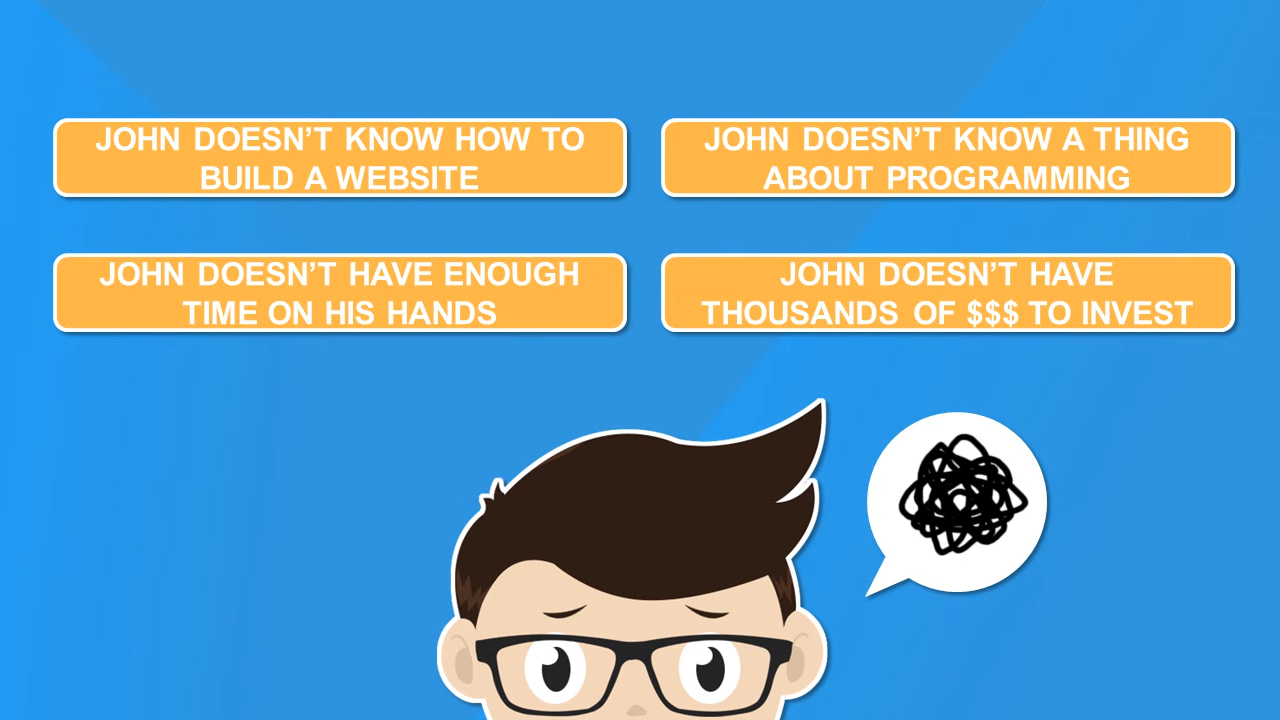 JOHN DOESN’T KNOW HOW TO
BUILD A WEBSITE
JOHN DOESN’T KNOW A THING
ABOUT PROGRAMMING
JOHN DOESN’T HAVE ENOUGH
TIME ON HIS HANDS
JOHN DOESN’T HAVE
THOUSANDS OF $$$ TO INVEST